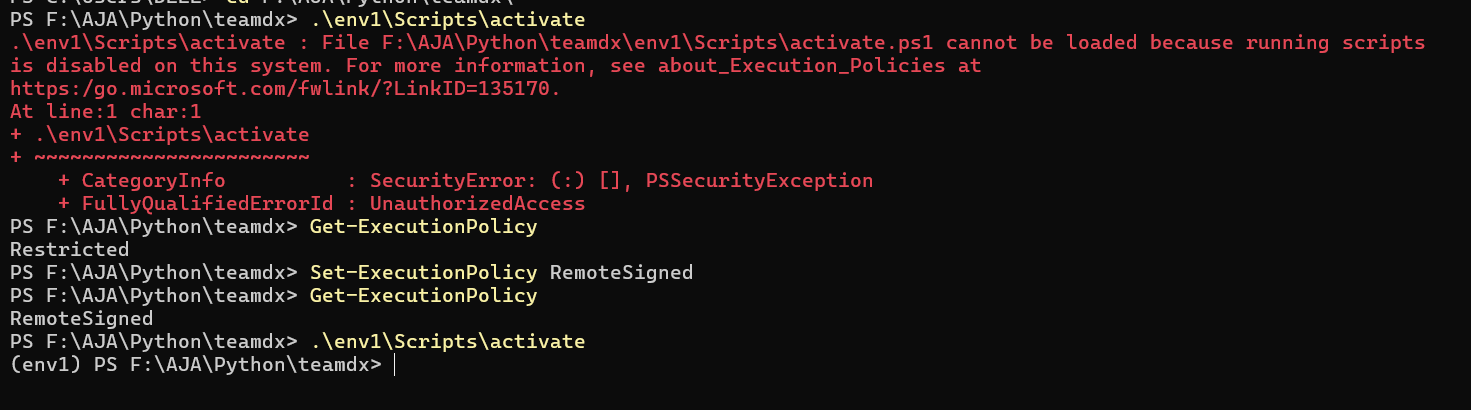 PS F:\AJA\Python\teamdx> .\env1\Scripts\activate
.\env1\Scripts\activate : File F:\AJA\Python\teamdx\env1\Scripts\activate.ps1 cannot be loaded because running scripts
is disabled on this system. For more information, see about_Execution_Policies at
https:/go.microsoft.com/fwlink/?LinkID=135170.
At line:1 char:1
+ .\env1\Scripts\activate
+ ~~~~~~~~~~~~~~~~~~~~~~~
    + CategoryInfo          : SecurityError: (:) [], PSSecurityException
    + FullyQualifiedErrorId : UnauthorizedAccess
PS F:\AJA\Python\teamdx> Get-ExecutionPolicy
Restricted
PS F:\AJA\Python\teamdx> Set-ExecutionPolicy RemoteSigned
PS F:\AJA\Python\teamdx> Get-ExecutionPolicy
RemoteSigned
PS F:\AJA\Python\teamdx> .\env1\Scripts\activate
(env1) PS F:\AJA\Python\teamdx>